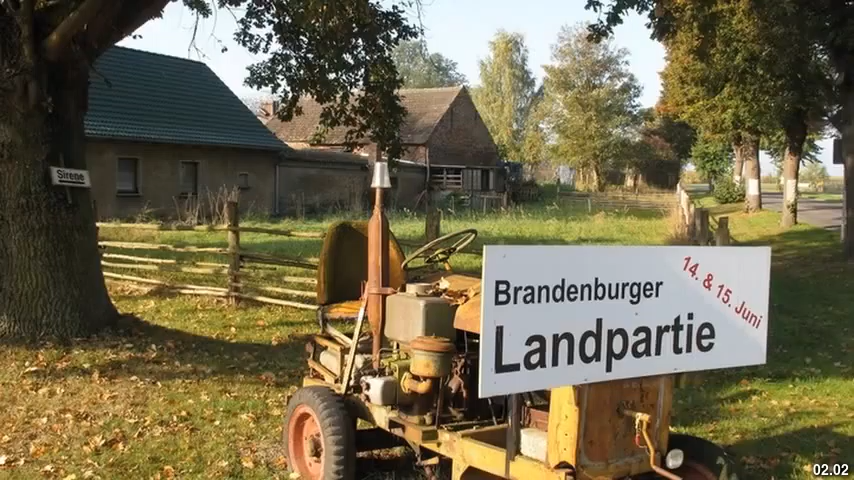 Sirene
Brandenburger
Landpartie
14. & 15. Juni
02.02